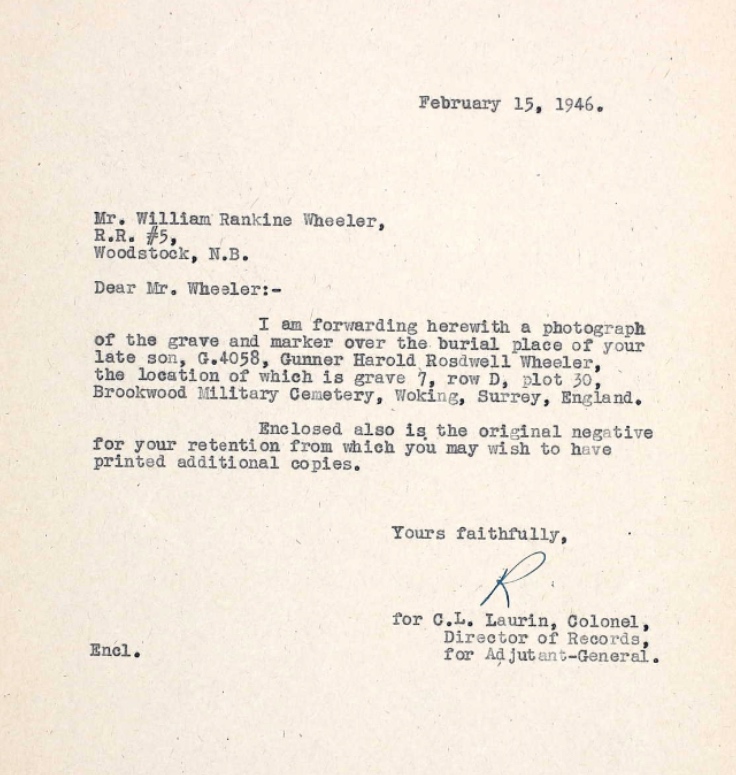 February 15, 1946.
Mr. William Rankine Wheeler,
R.R. #5,
Woodstock, N.B.
Dear Mr. Wheeler:-
I am forwarding herewith a photograph
of the grave and marker over the burial place of your
late son, G.4058, Gunner Harold Rosdwell Wheeler,
the location of which is grave 7, row D, plot 30,
Brookwood Military Cemetery, Woking, Surrey, England.
Enclosed also is the original negative
for your retention from which you may wish to have
printed additional copies.
Yours faithfully,
R
for C.L. Laurin, Colonel,
Director of Records,
for Adjutant-General.
Encl.